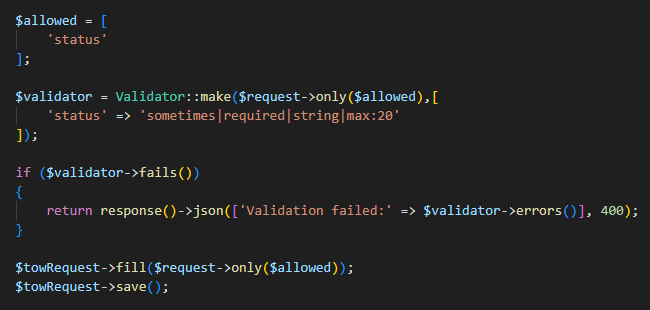 $allowed = [
    'status'
];

$validator = Validator::make($request->only($allowed),[
    'status' => 'sometimes|required|string|max:20'
]);

if ($validator->fails())
{
    return response()->json(['Validation failed:' => $validator->errors()], 400);
}

$towRequest->fill($request->only($allowed));
$towRequest->save();